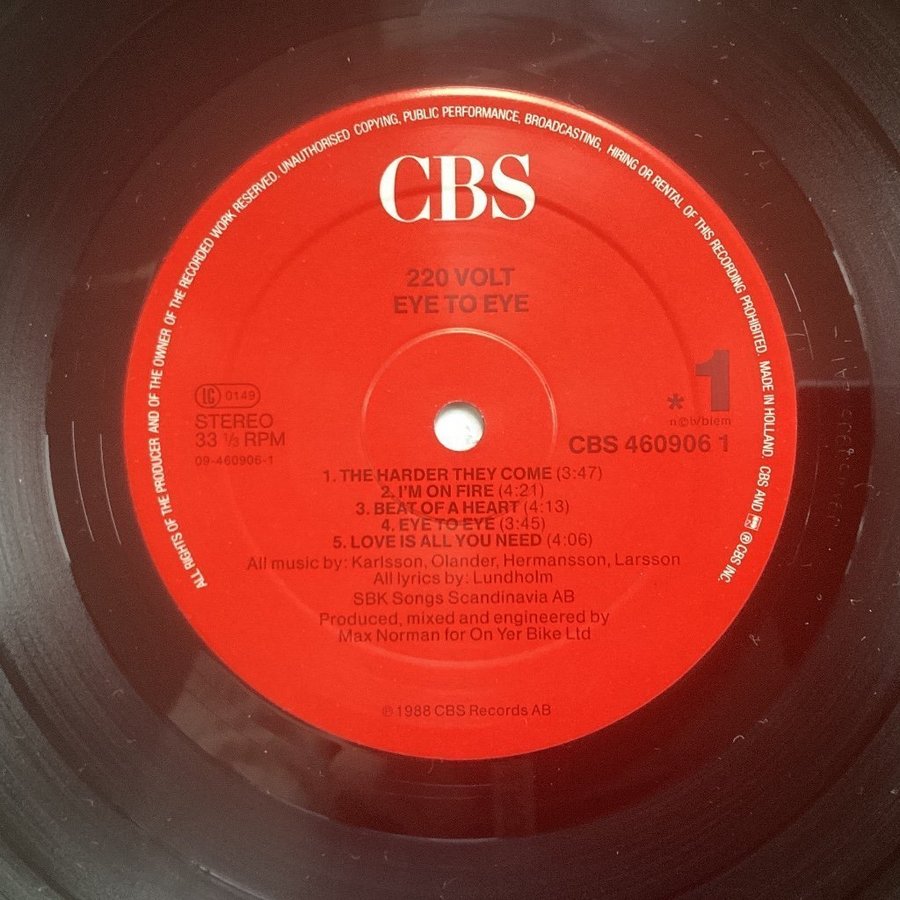 ALL RIGHTS OF THE PRODUCER AND OF THE OWNER OF THE RECORDED WORK RESERVED. UNAUTHORISED COPYING, PUBLIC PERFORMANCE, BROADCASTING, HIRING OR RENTAL OF THIS RECORDING PROHIBITED. MADE IN HOLLAND. CBS AND ℗ CBS INC.
CBS
220 VOLT
EYE TO EYE
LC 0149
STEREO
33 ⅓ RPM
09-460906-1
* 1
n©b/biem
CBS 460906 1
1. THE HARDER THEY COME (3:47)
2. I'M ON FIRE (4:21)
3. BEAT OF A HEART (4:13)
4. EYE TO EYE (3:45)
5. LOVE IS ALL YOU NEED (4:06)
All music by: Karlsson, Olander, Hermansson, Larsson
All lyrics by: Lundholm
SBK Songs Scandinavia AB
Produced, mixed and engineered by
Max Norman for On Yer Bike Ltd
℗ 1988 CBS Records AB